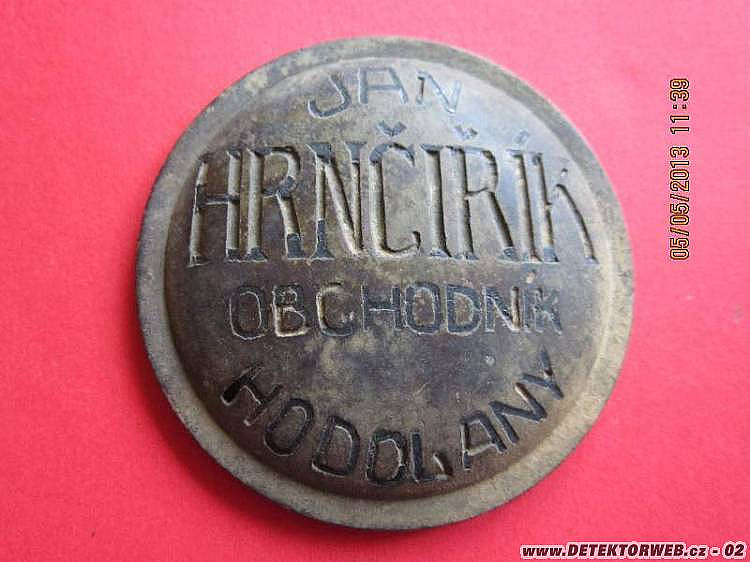 JAN
HRNČIŘÍK
OBCHODNÍK
HODOLANY
05/05/2013 11:39
www.DETEKTORWEB.cz - 02